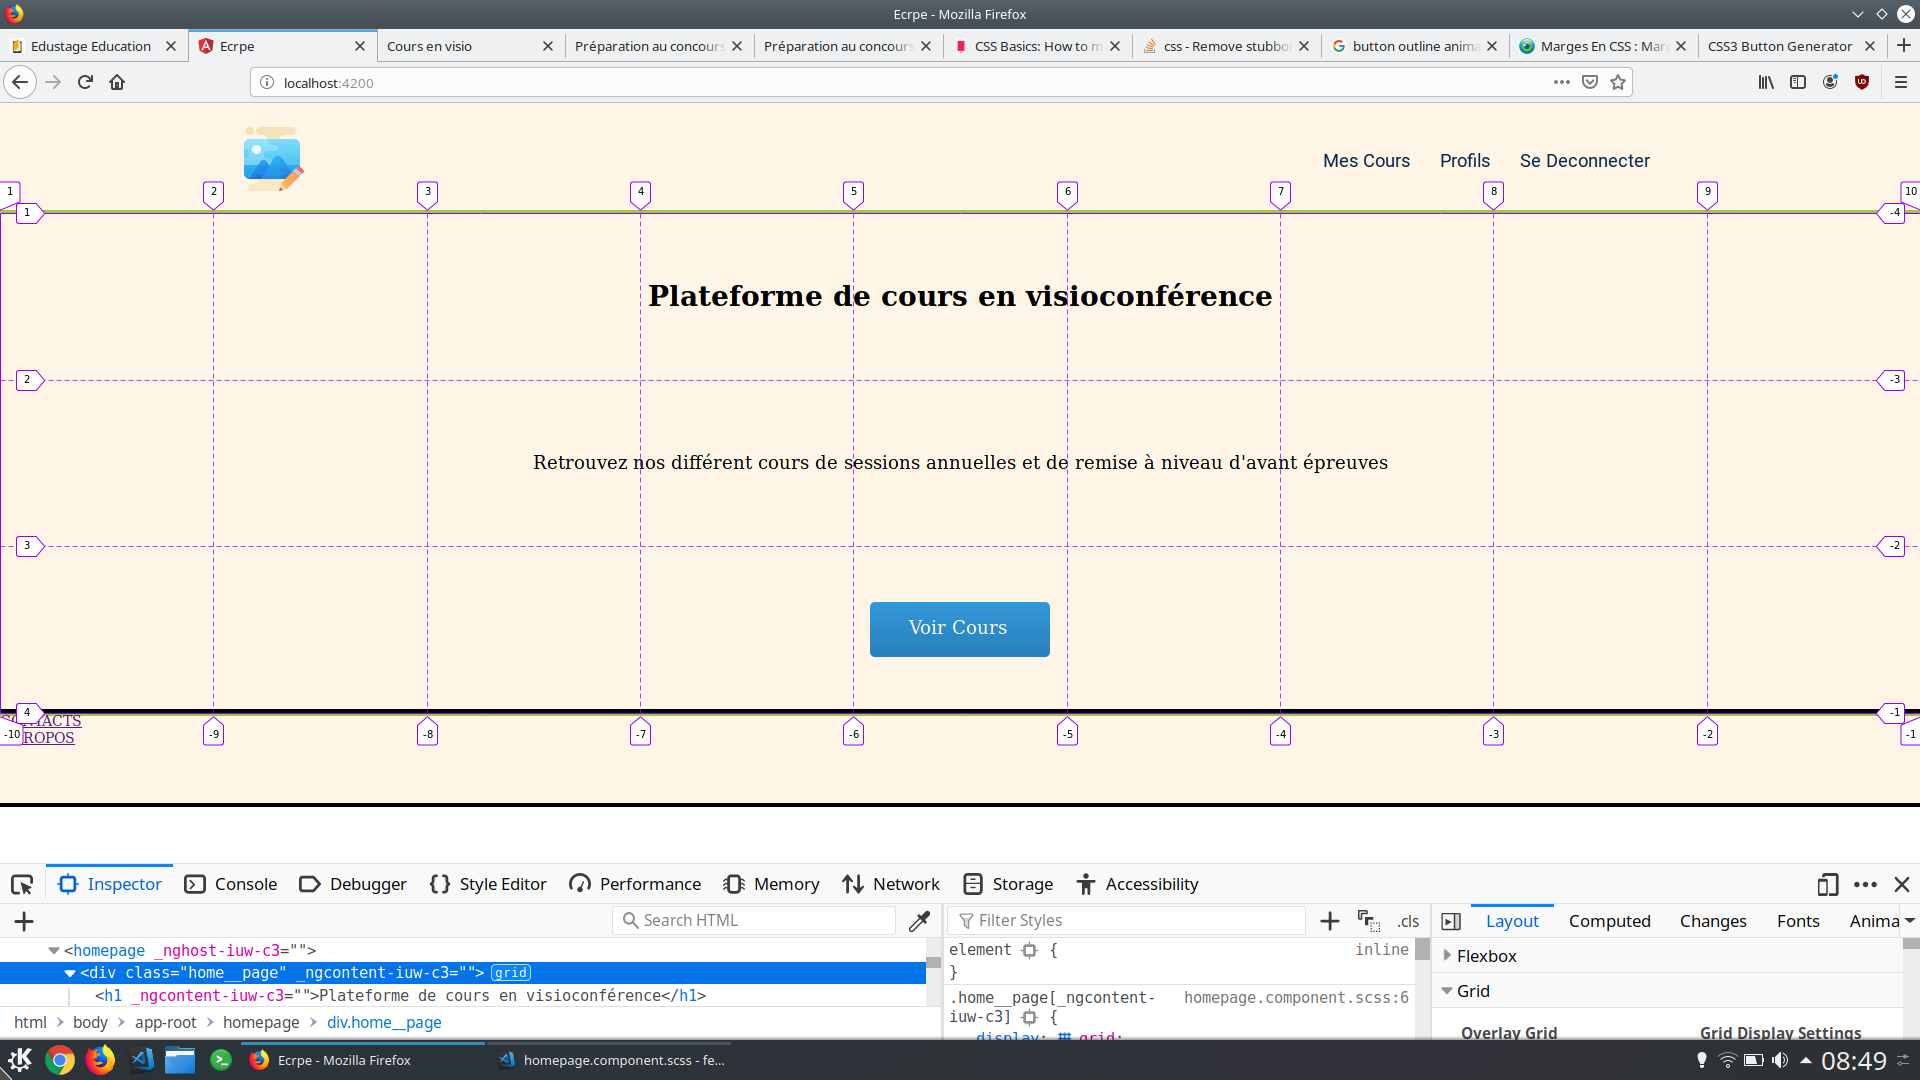 Ecrpe - Mozilla Firefox
Edustage Education
Ecrpe
Cours en visio
Préparation au concours
Préparation au concours
CSS Basics: How to m
css - Remove stubbo
button outline anima
Marges En CSS : Mar
CSS3 Button Generator
localhost:4200
Mes Cours Profils Se Deconnecter
1 2 3 4 5 6 7 8 9 10
1 -4
Plateforme de cours en visioconférence
2 -3
Retrouvez nos différent cours de sessions annuelles et de remise à niveau d'avant épreuves
3 -2
Voir Cours
4 -1
-10 -9 -8 -7 -6 -5 -4 -3 -2 -1
ROPOS
Inspector Console Debugger Style Editor Performance Memory Network Storage Accessibility
Search HTML
Filter Styles
.cls
Layout Computed Changes Fonts Anima
<homepage _nghost-iuw-c3="">
<div class="home__page" _ngcontent-iuw-c3=""> grid
<h1 _ngcontent-iuw-c3="">Plateforme de cours en visioconférence</h1>
html body app-root homepage div.home__page
element {
inline
}
.home__page[_ngcontent-
homepage.component.scss:6
iuw-c3] {
display: grid;
Flexbox
Grid
Overlay Grid Grid Display Settings
Ecrpe - Mozilla Firefox
homepage.component.scss - fe...
08:49